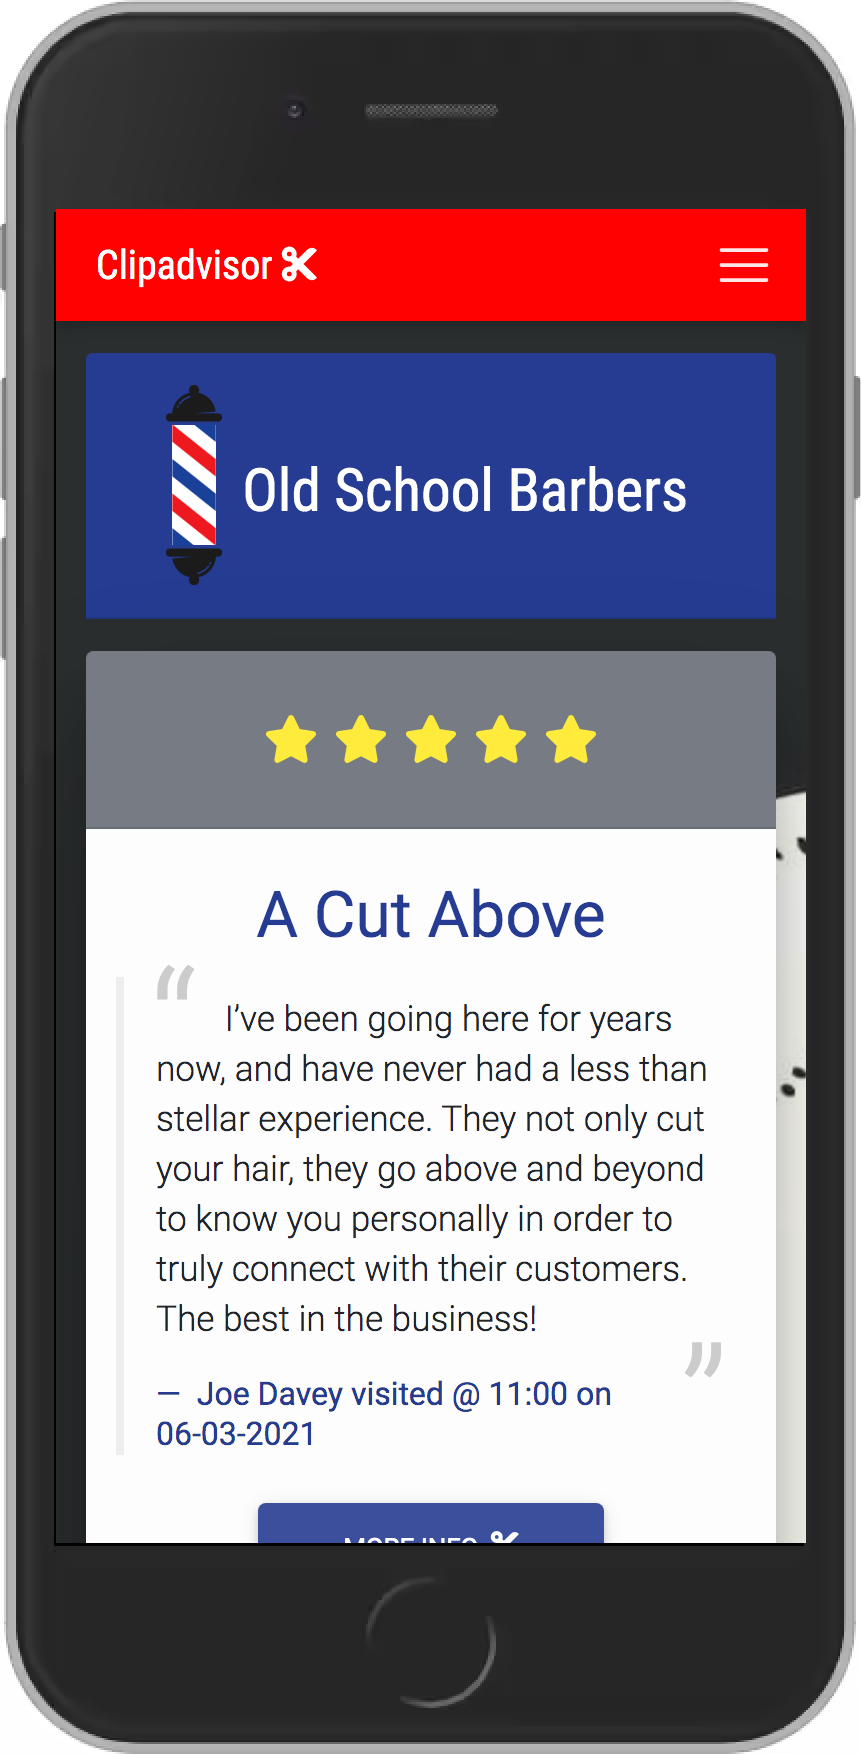 Clipadvisor
Old School Barbers
A Cut Above
“
I’ve been going here for years
now, and have never had a less than
stellar experience. They not only cut
your hair, they go above and beyond
to know you personally in order to
truly connect with their customers.
The best in the business!
”
— Joe Davey visited @ 11:00 on
06-03-2021
MORE INFO